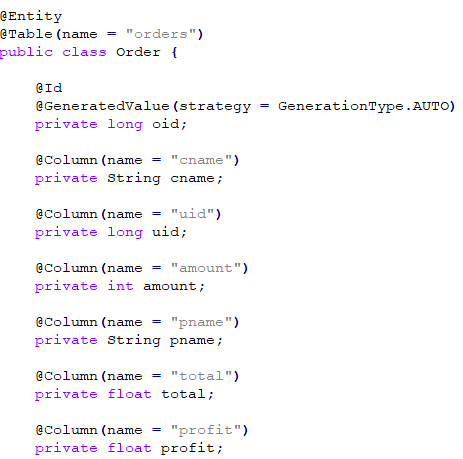 @Entity
@Table(name = "orders")
public class Order {
@Id
@GeneratedValue(strategy = GenerationType.AUTO)
private long oid;
@Column(name = "cname")
private String cname;
@Column(name = "uid")
private long uid;
@Column(name = "amount")
private int amount;
@Column(name = "pname")
private String pname;
@Column(name = "total")
private float total;
@Column(name = "profit")
private float profit;